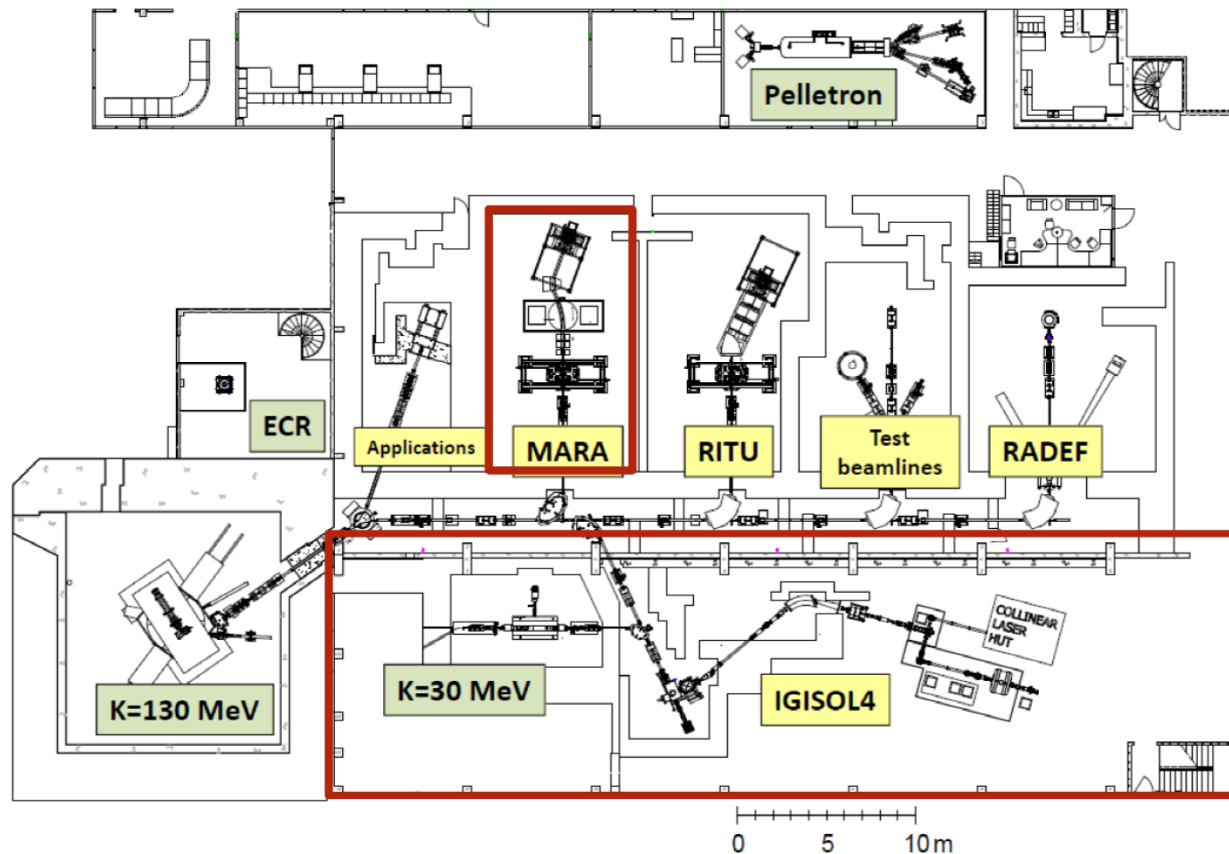 Pelletron
ECR
Applications
MARA
RITU
Test
beamlines
RADEF
COLLINEAR
LASER
HUT
K=130 MeV
K=30 MeV
IGISOL4
0 5 10 m